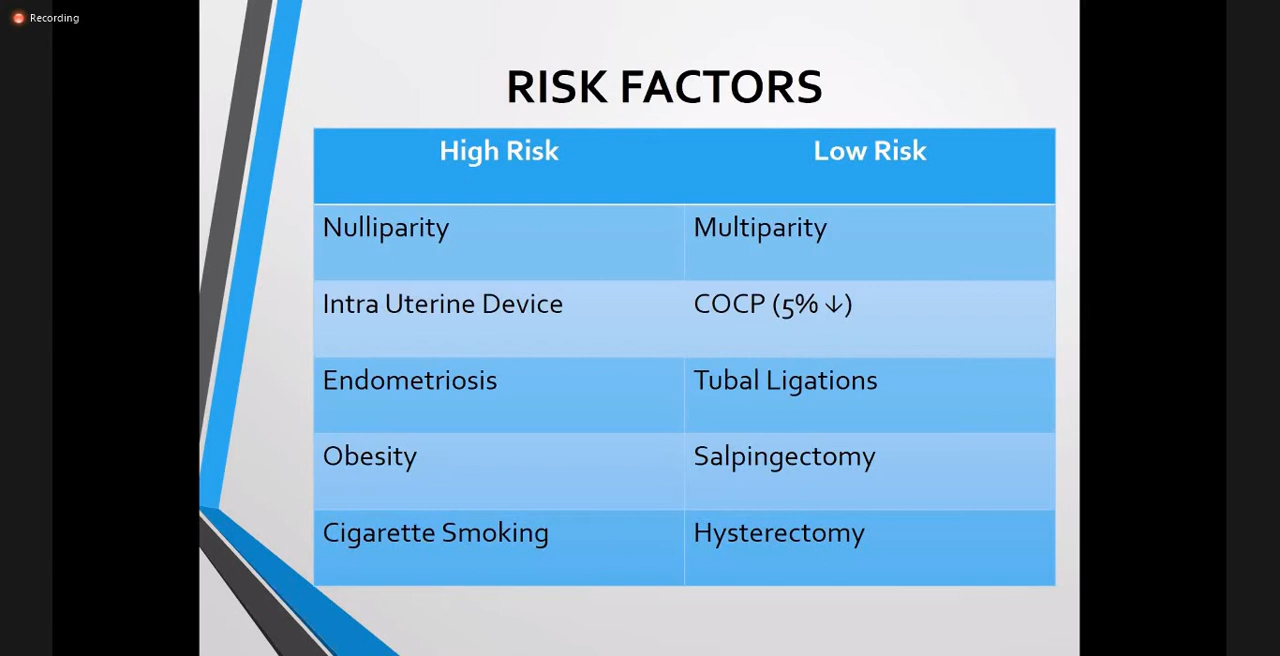 Recording
RISK FACTORS
High Risk
Low Risk
Nulliparity
Multiparity
Intra Uterine Device
COCP (5% ↓)
Endometriosis
Tubal Ligations
Obesity
Salpingectomy
Cigarette Smoking
Hysterectomy